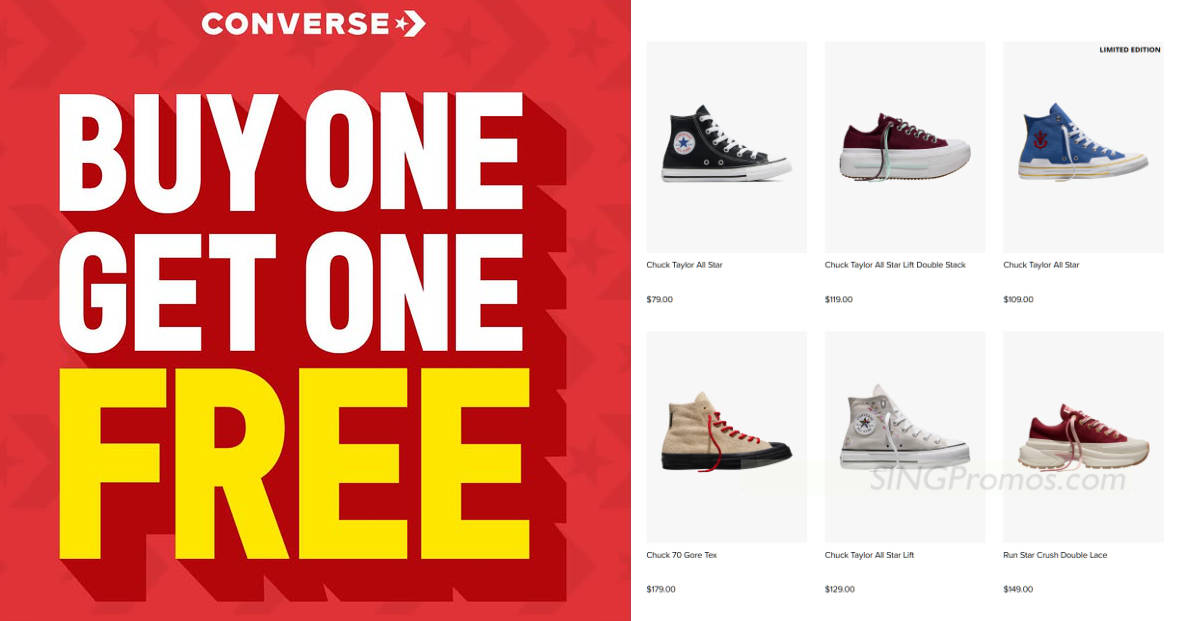 CONVERSE
BUY ONE
GET ONE
FREE
LIMITED EDITION
Chuck Taylor All Star
$79.00
Chuck Taylor All Star Lift Double Stack
$119.00
Chuck Taylor All Star
$109.00
Chuck 70 Gore Tex
$179.00
Chuck Taylor All Star Lift
$129.00
Run Star Crush Double Lace
$149.00
SINGPromos.com